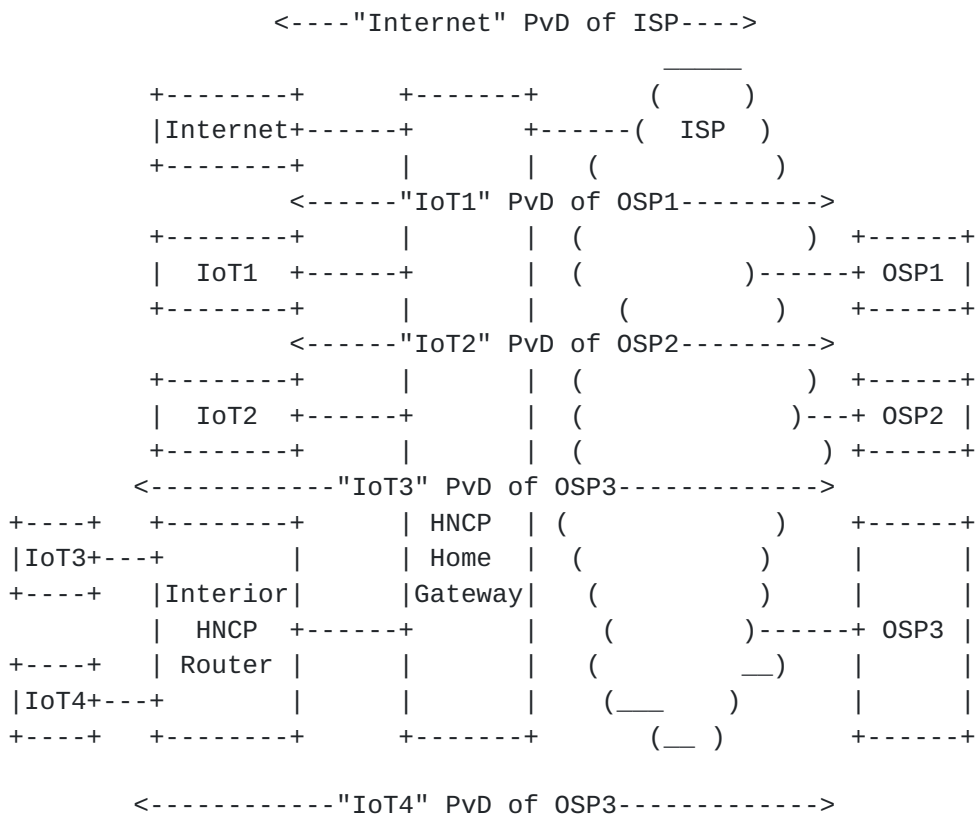 <----"Internet" PvD of ISP---->
Internet ISP
<------"IoT1" PvD of OSP1--------->
IoT1 OSP1
<------"IoT2" PvD of OSP2--------->
IoT2 OSP2
<------------"IoT3" PvD of OSP3------------->
HNCP
IoT3 Home
Interior Gateway
HNCP OSP3
Router
IoT4
<------------"IoT4" PvD of OSP3------------->